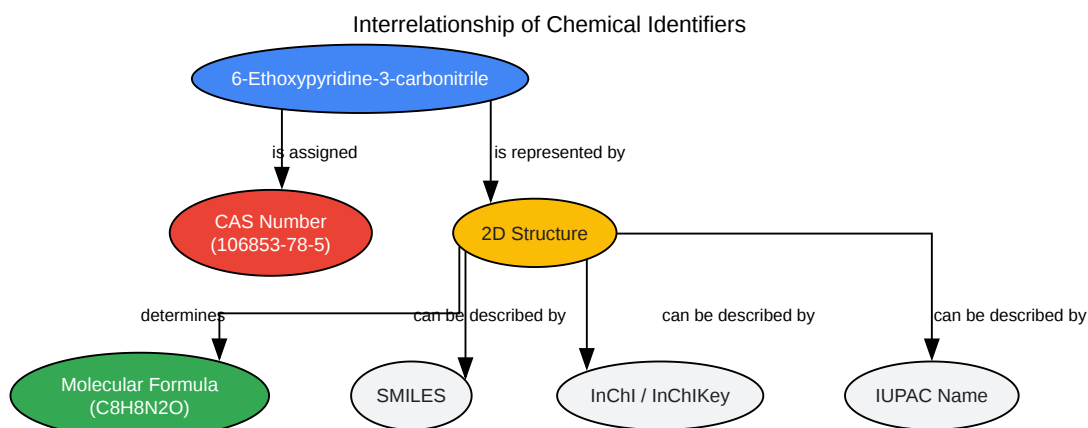 Interrelationship of Chemical Identifiers
6-Ethoxypyridine-3-carbonitrile
is assigned
is represented by
CAS Number
(106853-78-5)
2D Structure
determines
can be described by
can be described by
can be described by
Molecular Formula
(C8H8N2O)
SMILES
InChI / InChIKey
IUPAC Name